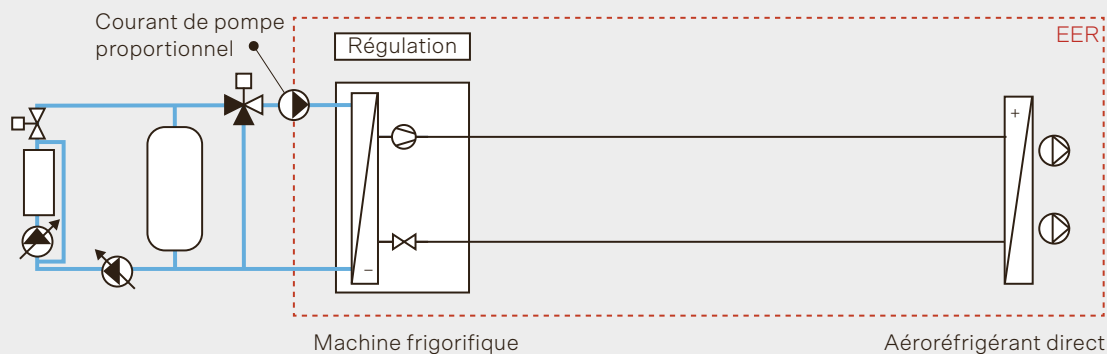 Courant de pompe
proportionnel
Régulation
EER
+
–
Machine frigorifique
Aéroréfrigérant direct